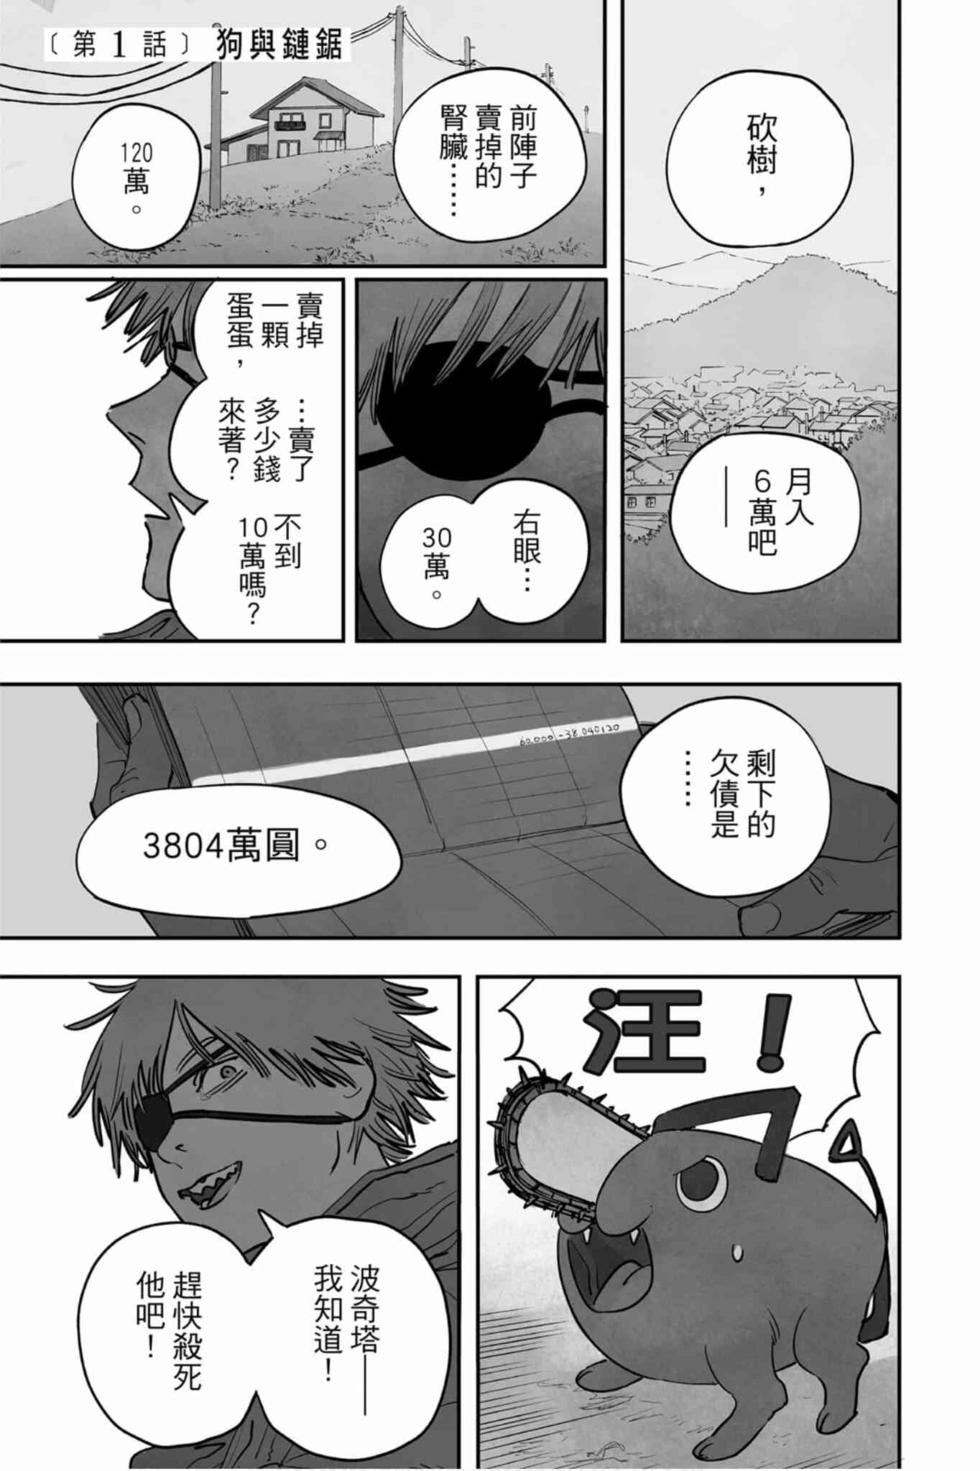 〔第1話〕 狗與鏈鋸
砍樹，
月入
6萬吧
——
前陣子
賣掉的
腎臟……
120
萬。
右眼…
30萬。
賣掉
一顆
蛋蛋，
…賣了
多少錢
來著？
不到
10萬嗎？
剩下的
欠債是
……
60,000 -38,040120
3804萬圓。
汪！
波奇塔——
我知道！
趕快殺死
他吧！